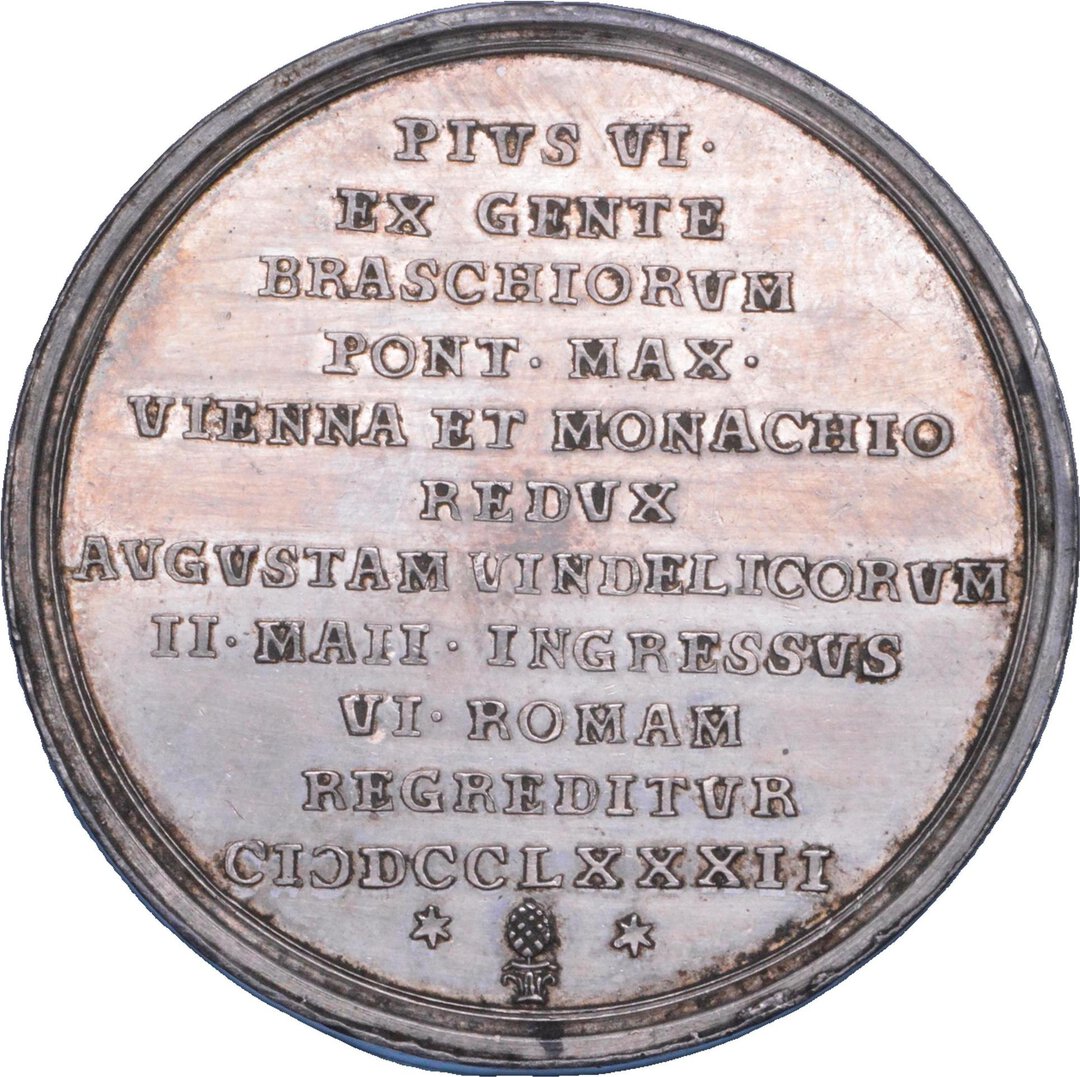 PIVS VI·
EX GENTE
BRASCHIORVM
PONT· MAX·
VIENNA ET MONACHIO
REDVX
AVGVSTAM VINDELICORVM
II· MAII· INGRESSVS
VI· ROMAM
REGREDITVR
CIↃDCCLXXXII